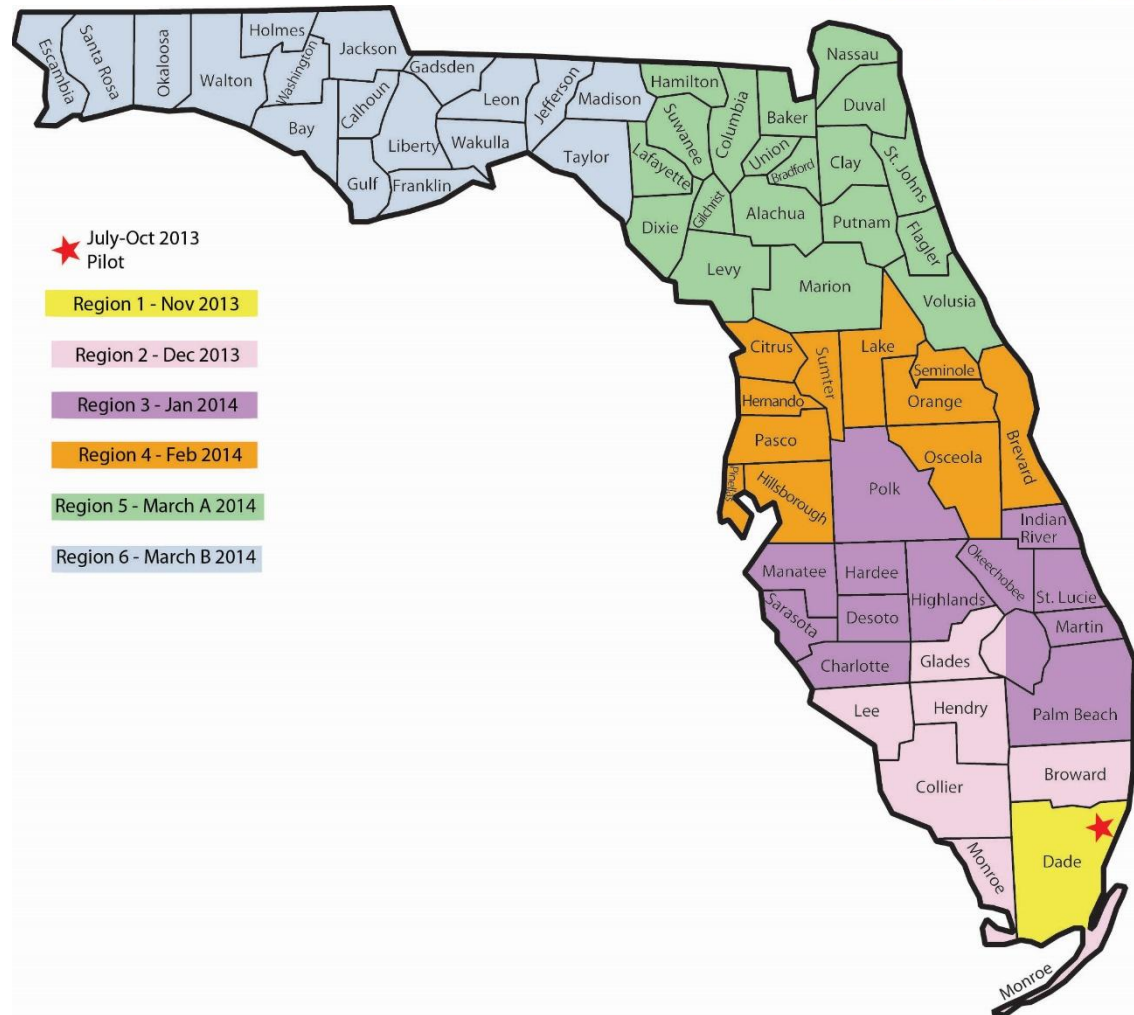 Holmes
Jackson
Escambia
Santa Rosa
Okaloosa
Walton
Washington
Gadsden
Calhoun
Leon
Jefferson
Madison
Bay
Liberty
Wakulla
Taylor
Gulf
Franklin
Nassau
Hamilton
Duval
Suwanee
Columbia
Baker
Lafayette
Union
Bradford
Clay
St. Johns
Gilchrist
Dixie
Alachua
Putnam
Flagler
Levy
Marion
Volusia
July-Oct 2013
Pilot
Region 1 - Nov 2013
Region 2 - Dec 2013
Region 3 - Jan 2014
Region 4 - Feb 2014
Region 5 - March A 2014
Region 6 - March B 2014
Citrus
Sumter
Lake
Seminole
Hernando
Orange
Pasco
Brevard
Osceola
Pinellas
Hillsborough
Polk
Indian
River
Manatee
Hardee
Okeechobee
Highlands
St. Lucie
Sarasota
Desoto
Martin
Charlotte
Glades
Lee
Hendry
Palm Beach
Collier
Broward
Monroe
Dade
Monroe